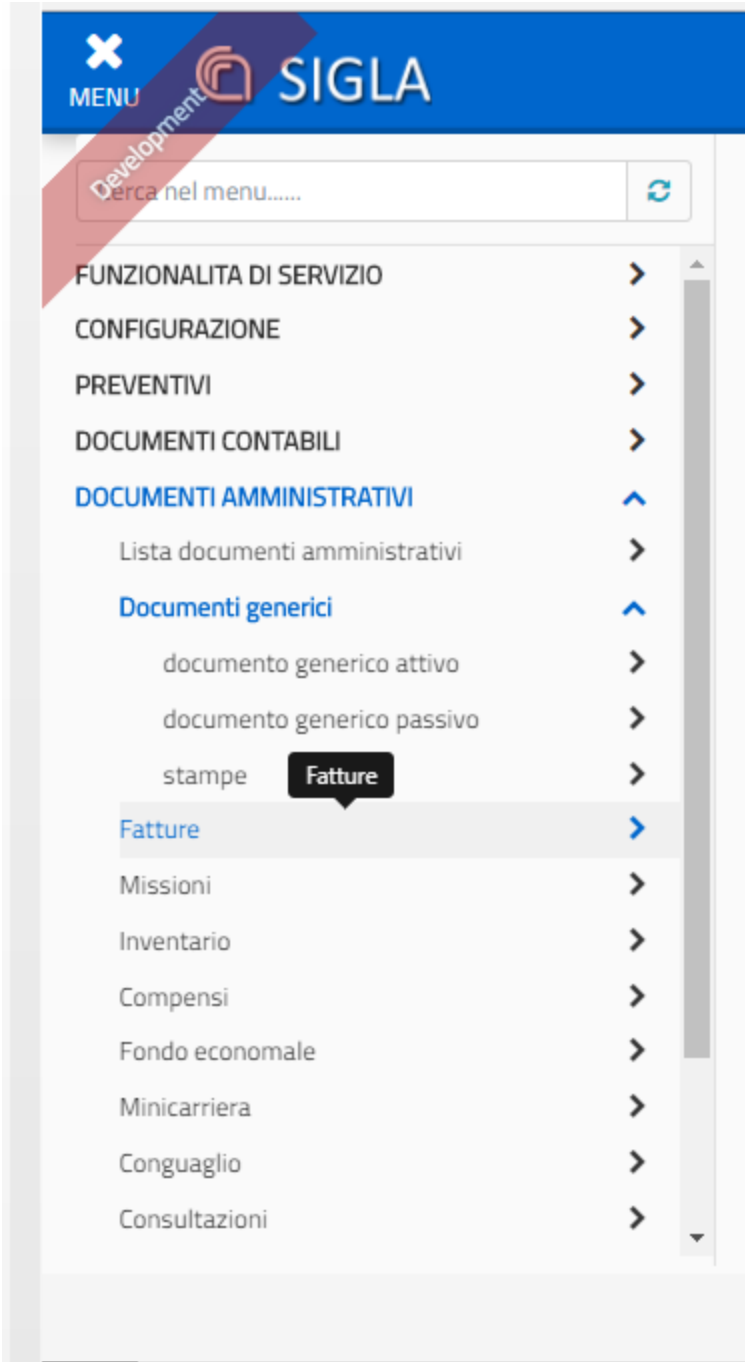 MENU
SIGLA
Development
Cerca nel menu......
FUNZIONALITA DI SERVIZIO
CONFIGURAZIONE
PREVENTIVI
DOCUMENTI CONTABILI
DOCUMENTI AMMINISTRATIVI
Lista documenti amministrativi
Documenti generici
documento generico attivo
documento generico passivo
stampe
Fatture
Fatture
Missioni
Inventario
Compensi
Fondo economale
Minicarriera
Conguaglio
Consultazioni